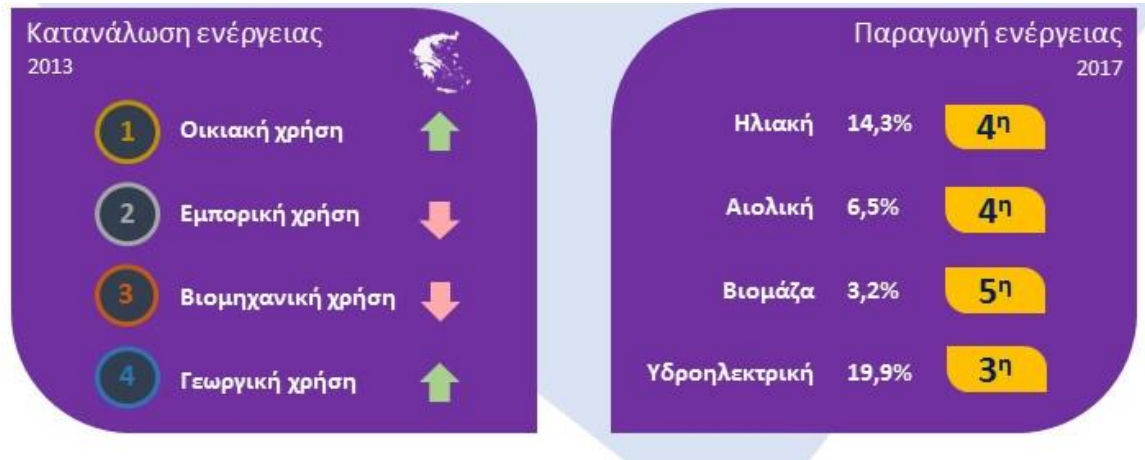 Κατανάλωση ενέργειας
2013
1 Οικιακή χρήση
2 Εμπορική χρήση
3 Βιομηχανική χρήση
4 Γεωργική χρήση
Παραγωγή ενέργειας
2017
Ηλιακή 14,3% 4η
Αιολική 6,5% 4η
Βιομάζα 3,2% 5η
Υδροηλεκτρική 19,9% 3η